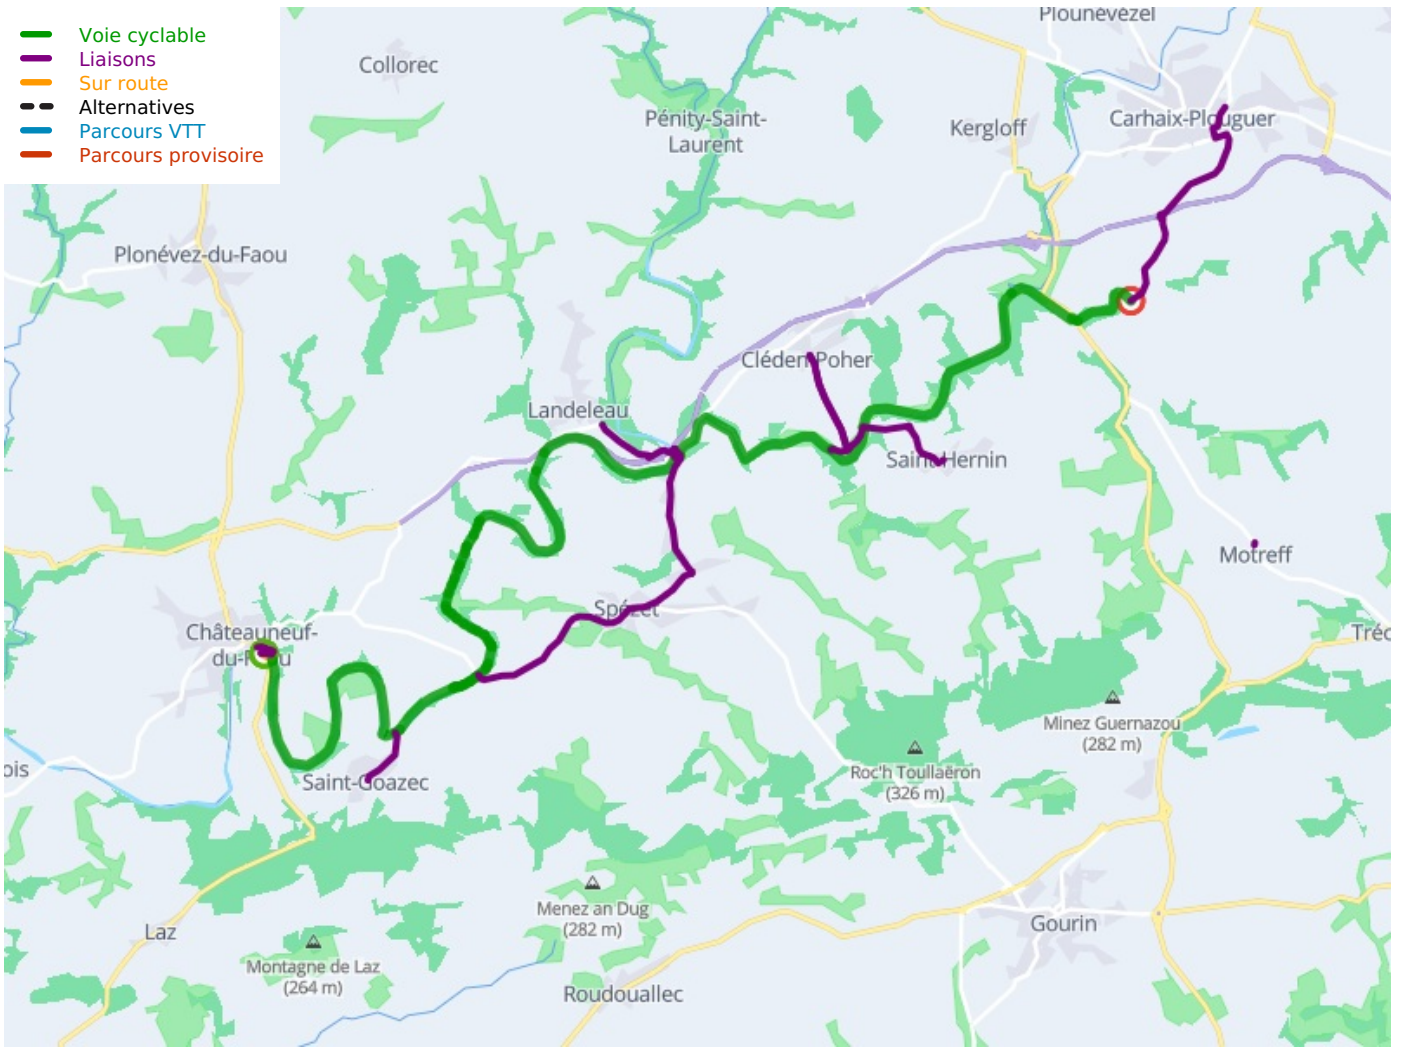 Voie cyclable
Liaisons
Sur route
Alternatives
Parcours VTT
Parcours provisoire
Plounévézel
Collorec
Pénity-Saint-
Laurent
Kergloff
Carhaix-Plouguer
Plonévez-du-Faou
Cléden-Poher
Landeleau
Saint-Hernin
Motreff
Spézet
Châteauneuf-
du-Faou
Tréo
Minez Guernazou
(282 m)
Roc'h Toullaëron
(326 m)
ois
Saint-Goazec
Menez an Dug
(282 m)
Gourin
Laz
Montagne de Laz
(264 m)
Roudouallec